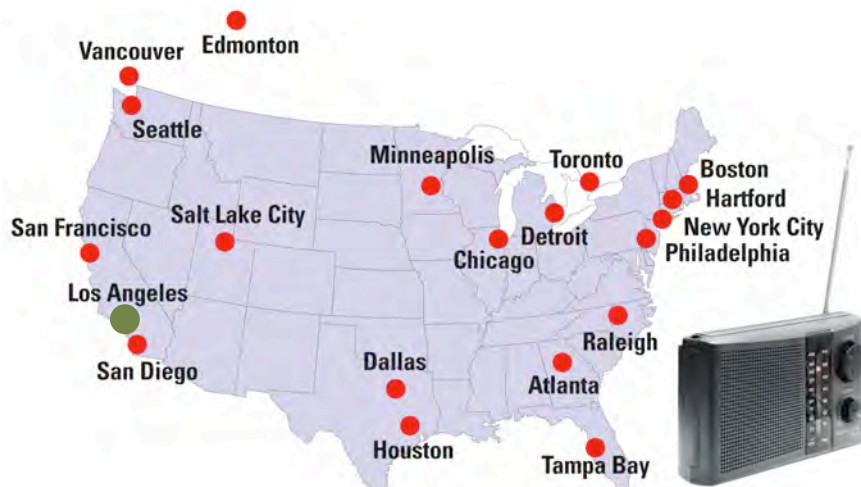 Edmonton
Vancouver
Seattle
Minneapolis
Toronto
Boston
Hartford
New York City
Philadelphia
Detroit
Chicago
Salt Lake City
San Francisco
Los Angeles
San Diego
Raleigh
Dallas
Atlanta
Houston
Tampa Bay